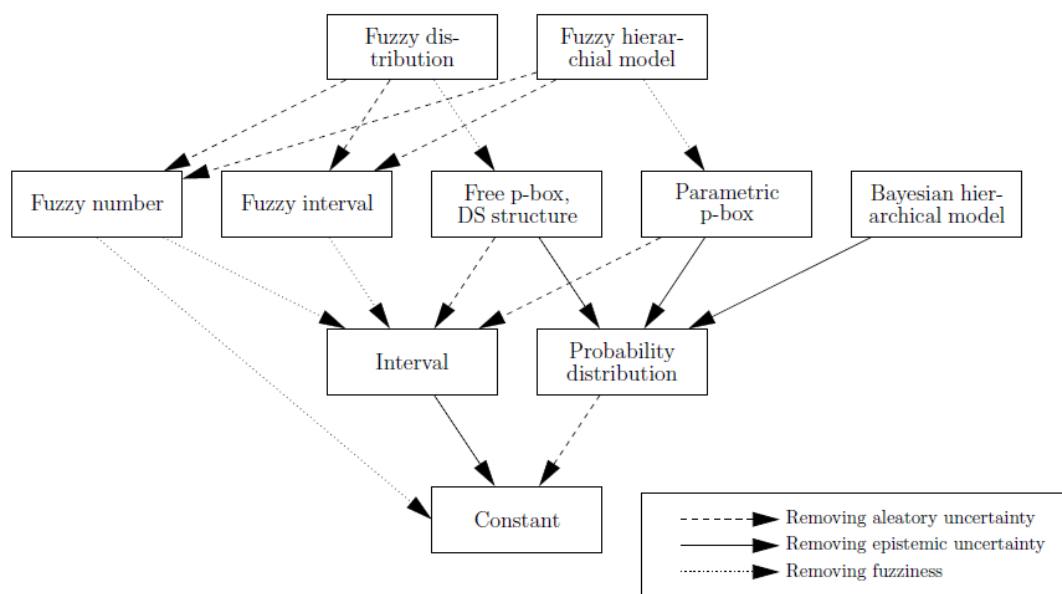 Fuzzy dis-
tribution
Fuzzy hierar-
chial model
Fuzzy number
Fuzzy interval
Free p-box,
DS structure
Parametric
p-box
Bayesian hier-
archical model
Interval
Probability
distribution
Constant
Removing aleatory uncertainty
Removing epistemic uncertainty
Removing fuzziness